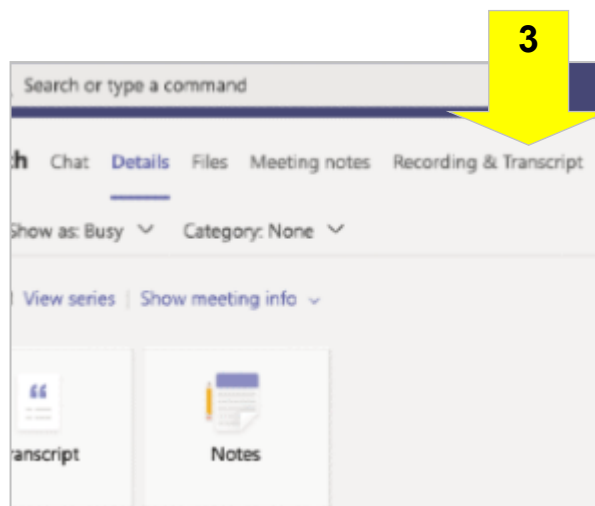 3
Search or type a command
h Chat Details Files Meeting notes Recording & Transcript
Show as: Busy Category: None
View series | Show meeting info
anscript Notes